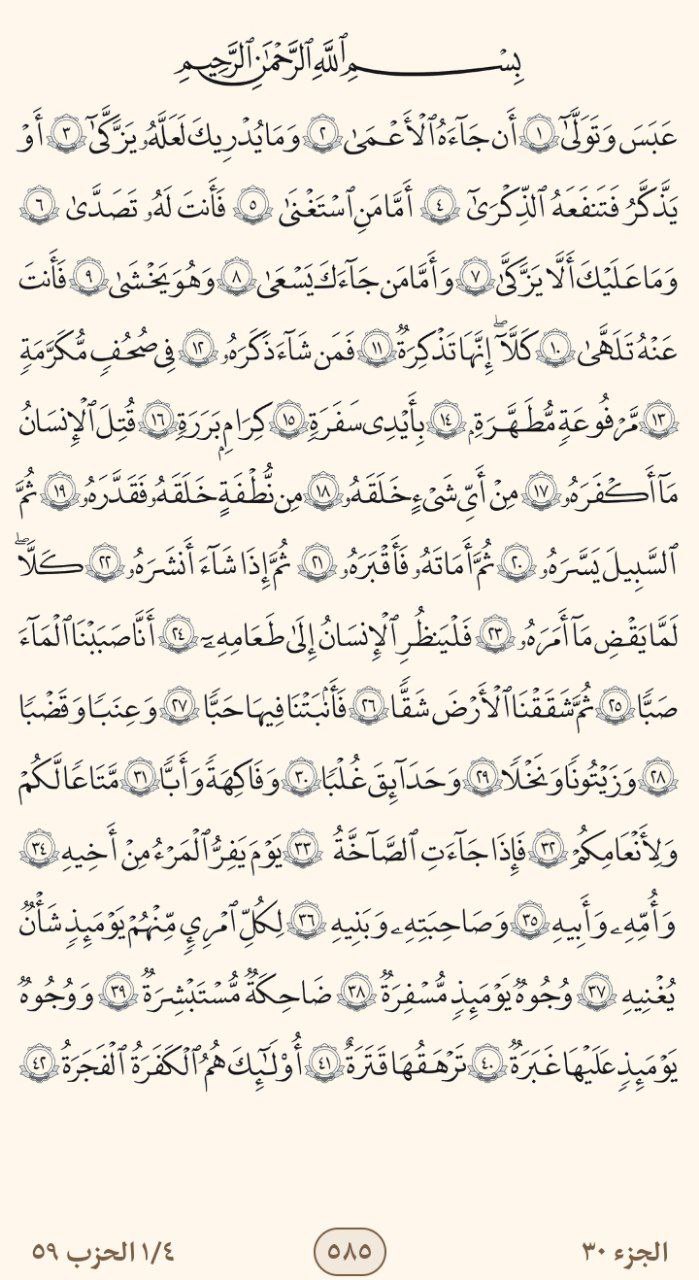 بِسْمِ ٱللَّهِ ٱلرَّحْمَٰنِ ٱلرَّحِيمِ
عَبَسَ وَتَوَلَّىٰٓ ١ أَن جَآءَهُ ٱلْأَعْمَىٰ ٢ وَمَا يُدْرِيكَ لَعَلَّهُۥ يَزَّكَّىٰٓ ٣ أَوْ
يَذَّكَّرُ فَتَنفَعَهُ ٱلذِّكْرَىٰٓ ٤ أَمَّا مَنِ ٱسْتَغْنَىٰ ٥ فَأَنتَ لَهُۥ تَصَدَّىٰ ٦
وَمَا عَلَيْكَ أَلَّا يَزَّكَّىٰ ٧ وَأَمَّا مَن جَآءَكَ يَسْعَىٰ ٨ وَهُوَ يَخْشَىٰ ٩ فَأَنتَ
عَنْهُ تَلَهَّىٰ ١٠ كَلَّآ ۖ إِنَّهَا تَذْكِرَةٌ ١١ فَمَن شَآءَ ذَكَرَهُۥ ١٢ فِى صُحُفٍ مُّكَرَّمَةٍ
١٣ مَّرْفُوعَةٍ مُّطَهَّرَةٍۭ ١٤ بِأَيْدِى سَفَرَةٍ ١٥ كِرَامٍۭ بَرَرَةٍ ١٦ قُتِلَ ٱلْإِنسَٰنُ
مَآ أَكْفَرَهُۥ ١٧ مِنْ أَىِّ شَىْءٍ خَلَقَهُۥ ١٨ مِن نُّطْفَةٍ خَلَقَهُۥ فَقَدَّرَهُۥ ١٩ ثُمَّ
ٱلسَّبِيلَ يَسَّرَهُۥ ٢٠ ثُمَّ أَمَاتَهُۥ فَأَقْبَرَهُۥ ٢١ ثُمَّ إِذَا شَآءَ أَنشَرَهُۥ ٢٢ كَلَّا ۖ
لَمَّا يَقْضِ مَآ أَمَرَهُۥ ٢٣ فَلْيَنظُرِ ٱلْإِنسَٰنُ إِلَىٰ طَعَامِهِۦٓ ٢٤ أَنَّا صَبَبْنَا ٱلْمَآءَ
صَبًّا ٢٥ ثُمَّ شَقَقْنَا ٱلْأَرْضَ شَقًّا ٢٦ فَأَنۢبَتْنَا فِيهَا حَبًّا ٢٧ وَعِنَبًا وَقَضْبًا
٢٨ وَزَيْتُونًا وَنَخْلًا ٢٩ وَحَدَآئِقَ غُلْبًا ٣٠ وَفَٰكِهَةً وَأَبًّا ٣١ مَّتَٰعًا لَّكُمْ
وَلِأَنْعَٰمِكُمْ ٣٢ فَإِذَا جَآءَتِ ٱلصَّآخَّةُ ٣٣ يَوْمَ يَفِرُّ ٱلْمَرْءُ مِنْ أَخِيهِ ٣٤
وَأُمِّهِۦ وَأَبِيهِ ٣٥ وَصَٰحِبَتِهِۦ وَبَنِيهِ ٣٦ لِكُلِّ ٱمْرِئٍ مِّنْهُمْ يَوْمَئِذٍ شَأْنٌ
يُغْنِيهِ ٣٧ وُجُوهٌ يَوْمَئِذٍ مُّسْفِرَةٌ ٣٨ ضَاحِكَةٌ مُّسْتَبْشِرَةٌ ٣٩ وَوُجُوهٌ
يَوْمَئِذٍ عَلَيْهَا غَبَرَةٌ ٤٠ تَرْهَقُهَا قَتَرَةٌ ٤١ أُو۟لَٰٓئِكَ هُمُ ٱلْكَفَرَةُ ٱلْفَجَرَةُ ٤٢
الجزء ٣٠ ٥٨٥ ١/٤ الحزب ٥٩